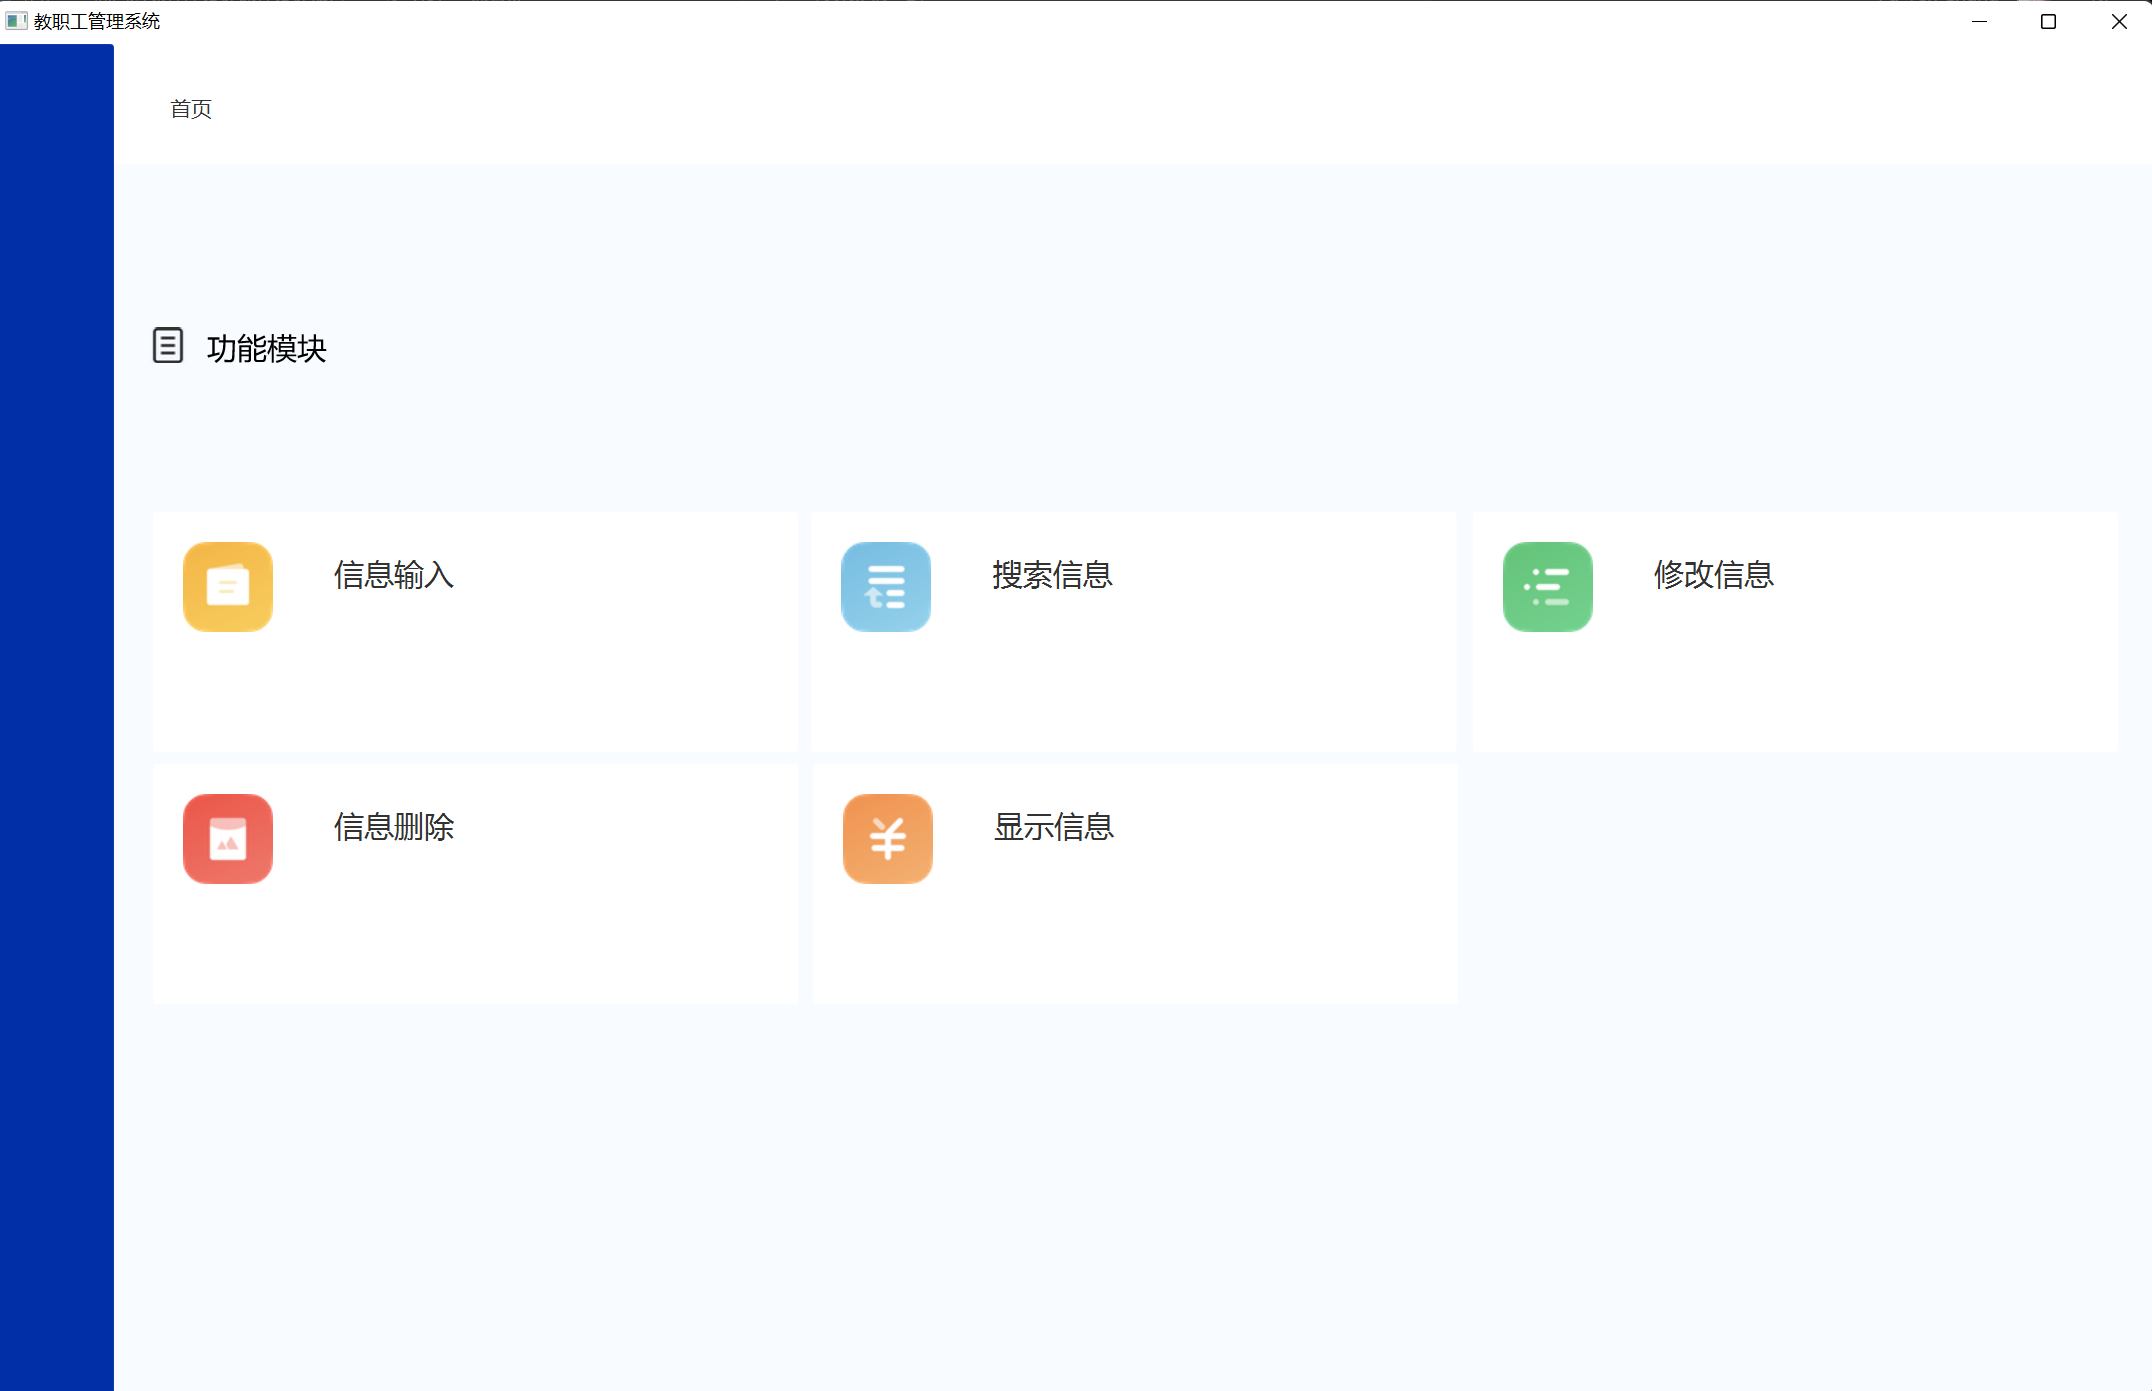 教职工管理系统
首页
功能模块
信息输入
搜索信息
修改信息
信息删除
显示信息